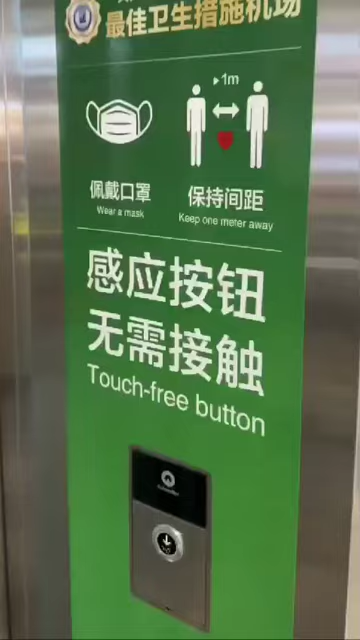 最佳卫生措施机场
1m
佩戴口罩
Wear a mask
保持间距
Keep one meter away
感应按钮
无需接触
Touch-free button